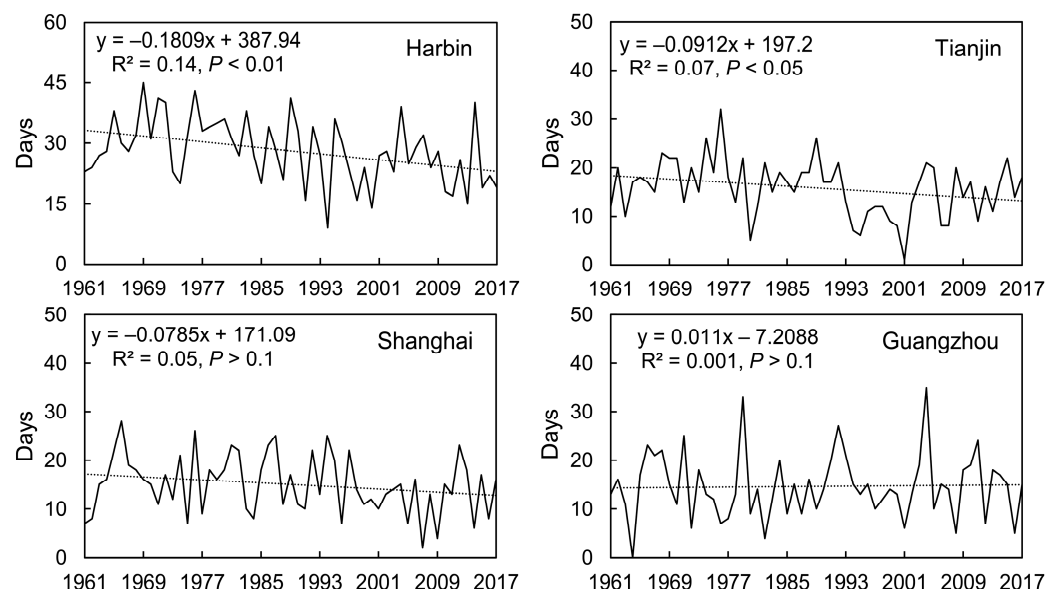 60
45
30
15
0
Days
y = –0.1809x + 387.94
R² = 0.14, P < 0.01
Harbin
1961 1969 1977 1985 1993 2001 2009 2017
50
40
30
20
10
0
Days
y = –0.0912x + 197.2
R² = 0.07, P < 0.05
Tianjin
1961 1969 1977 1985 1993 2001 2009 2017
50
40
30
20
10
0
Days
y = –0.0785x + 171.09
R² = 0.05, P > 0.1
Shanghai
1961 1969 1977 1985 1993 2001 2009 2017
50
40
30
20
10
0
Days
y = 0.011x – 7.2088
R² = 0.001, P > 0.1
Guangzhou
1961 1969 1977 1985 1993 2001 2009 2017